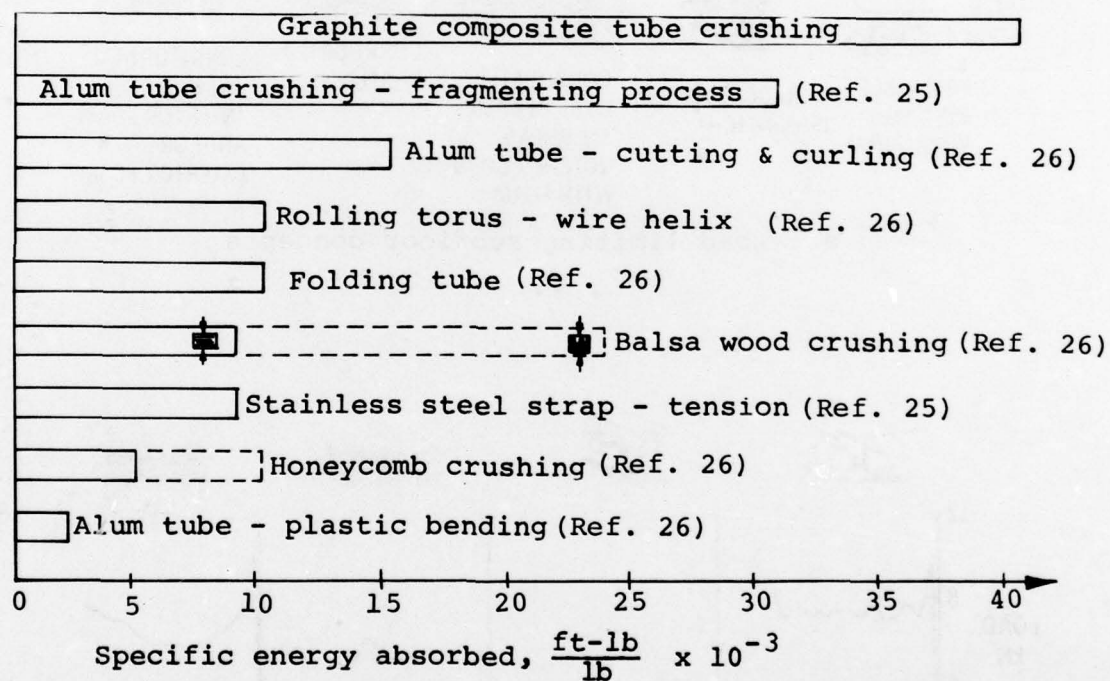 Graphite composite tube crushing
Alum tube crushing - fragmenting process (Ref. 25)
Alum tube - cutting & curling (Ref. 26)
Rolling torus - wire helix (Ref. 26)
Folding tube (Ref. 26)
Balsa wood crushing (Ref. 26)
Stainless steel strap - tension (Ref. 25)
Honeycomb crushing (Ref. 26)
Alum tube - plastic bending (Ref. 26)
0 5 10 15 20 25 30 35 40
Specific energy absorbed, ft-lb/lb x 10⁻³